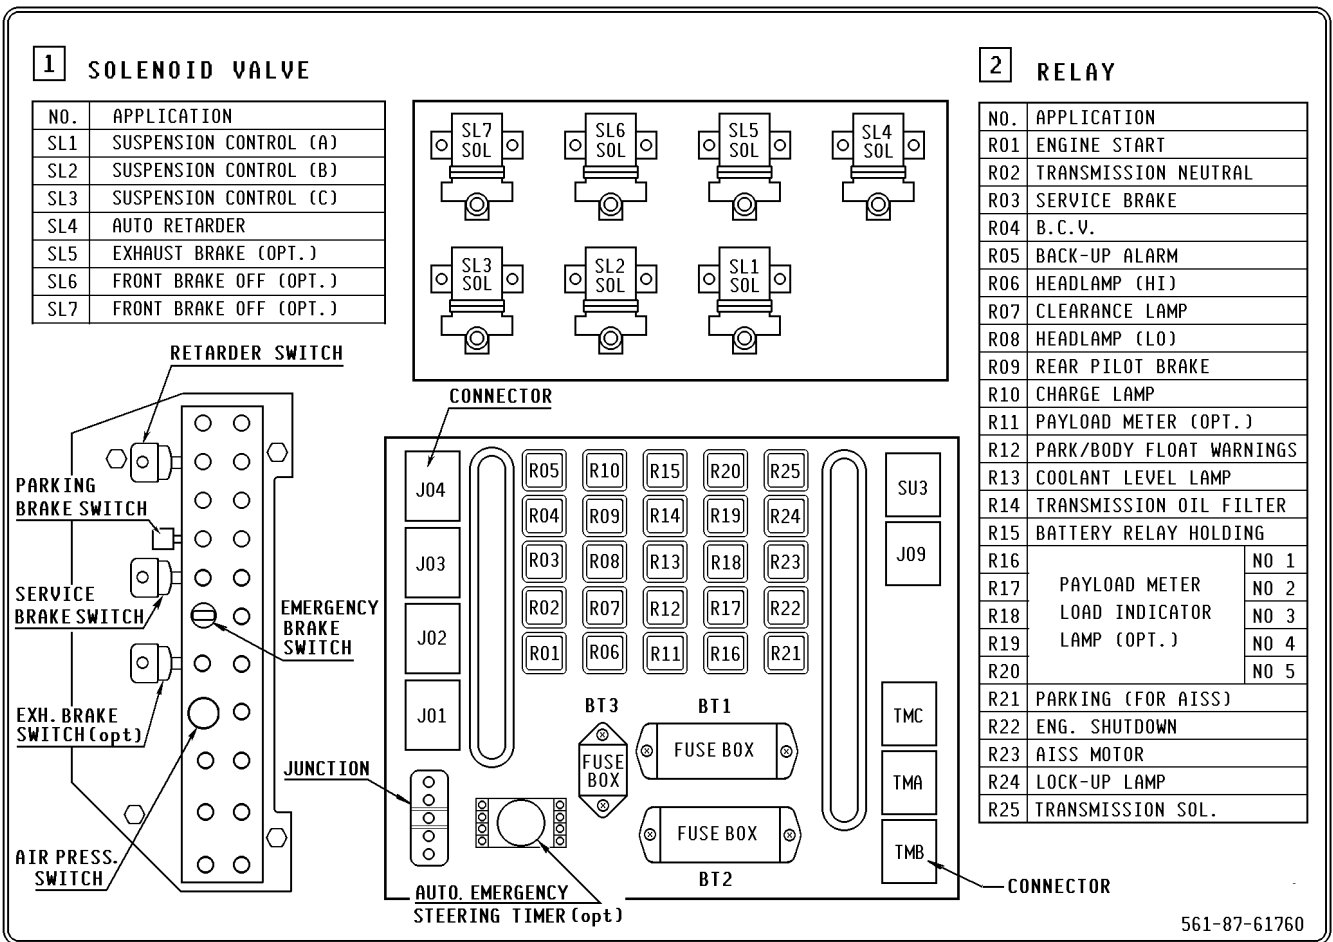 1 SOLENOID VALVE
NO. APPLICATION
SL1 SUSPENSION CONTROL (A)
SL2 SUSPENSION CONTROL (B)
SL3 SUSPENSION CONTROL (C)
SL4 AUTO RETARDER
SL5 EXHAUST BRAKE (OPT.)
SL6 FRONT BRAKE OFF (OPT.)
SL7 FRONT BRAKE OFF (OPT.)
SL7 SL6 SL5 SL4
SOL SOL SOL SOL
SL3 SL2 SL1
SOL SOL SOL
2 RELAY
NO. APPLICATION
R01 ENGINE START
R02 TRANSMISSION NEUTRAL
R03 SERVICE BRAKE
R04 B.C.V.
R05 BACK-UP ALARM
R06 HEADLAMP (HI)
R07 CLEARANCE LAMP
R08 HEADLAMP (LO)
R09 REAR PILOT BRAKE
R10 CHARGE LAMP
R11 PAYLOAD METER (OPT.)
R12 PARK/BODY FLOAT WARNINGS
R13 COOLANT LEVEL LAMP
R14 TRANSMISSION OIL FILTER
R15 BATTERY RELAY HOLDING
R16 NO 1
R17 PAYLOAD METER NO 2
R18 LOAD INDICATOR NO 3
R19 LAMP (OPT.) NO 4
R20 NO 5
R21 PARKING (FOR AISS)
R22 ENG. SHUTDOWN
R23 AISS MOTOR
R24 LOCK-UP LAMP
R25 TRANSMISSION SOL.
RETARDER SWITCH
PARKING
BRAKE SWITCH
SERVICE
BRAKE SWITCH
EMERGENCY
BRAKE
SWITCH
EXH. BRAKE
SWITCH(opt)
AIR PRESS.
SWITCH
CONNECTOR
J04
J03
J02
J01
R05 R10 R15 R20 R25
R04 R09 R14 R19 R24
R03 R08 R13 R18 R23
R02 R07 R12 R17 R22
R01 R06 R11 R16 R21
SU3
J09
TMC
TMA
TMB
BT3 BT1
FUSE
BOX
FUSE BOX
FUSE BOX
BT2
JUNCTION
AUTO. EMERGENCY
STEERING TIMER(opt)
CONNECTOR
561-87-61760